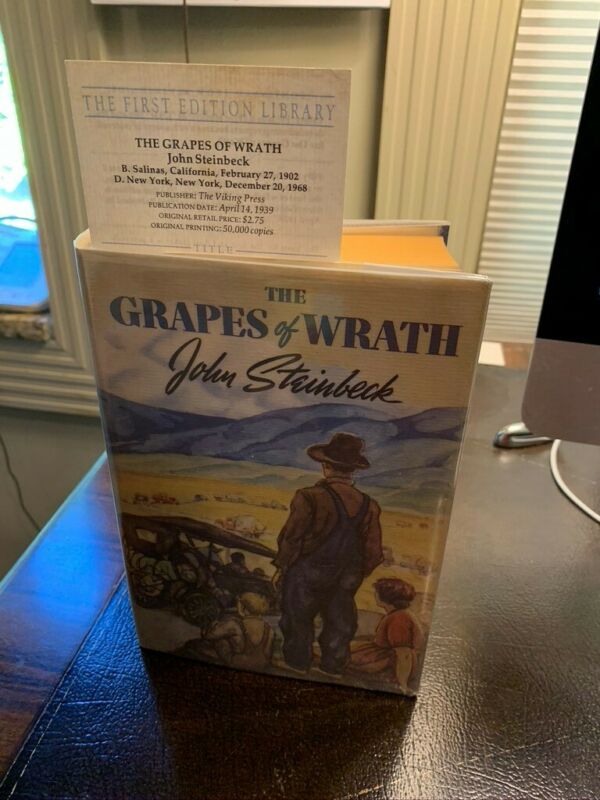 THE FIRST EDITION LIBRARY
THE GRAPES OF WRATH
John Steinbeck
B. Salinas, California, February 27, 1902
D. New York, New York, December 20, 1968
PUBLISHER: The Viking Press
PUBLICATION DATE: April 14, 1939
ORIGINAL RETAIL PRICE: $2.75
ORIGINAL PRINTING: 50,000 copies
TITLE
THE
GRAPES of WRATH
John Steinbeck